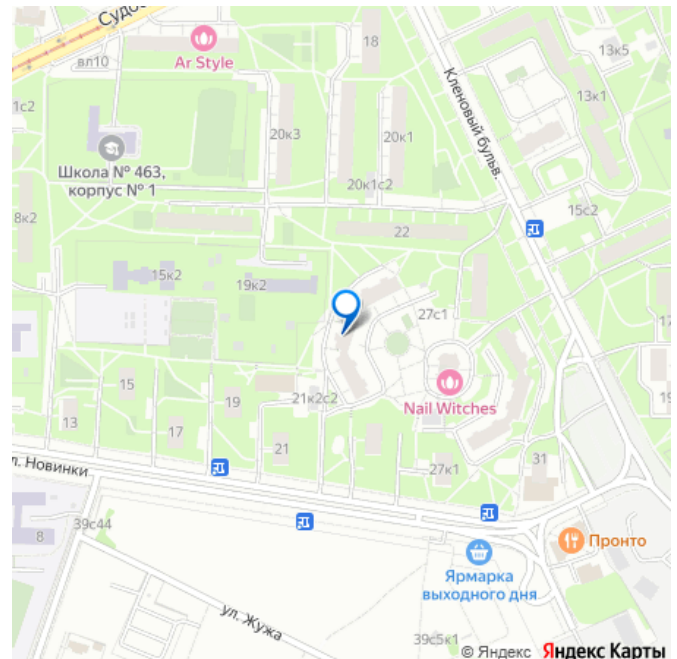 Судос
18
вл10
Ar Style
13к5
Кленовый бульв.
13к1
1с2
20к3
20к1
Школа № 463,
корпус № 1
20к1с2
8к2
15с2
22
15к2
19к2
17
27с1
15
19
21к2с2
Nail Witches
19
13
17
21
27к1
31
л. Новинки
39с44
8
Пронто
Ярмарка
выходного дня
ул. Жужа
39с5к1
© Яндекс Яндекс Карты